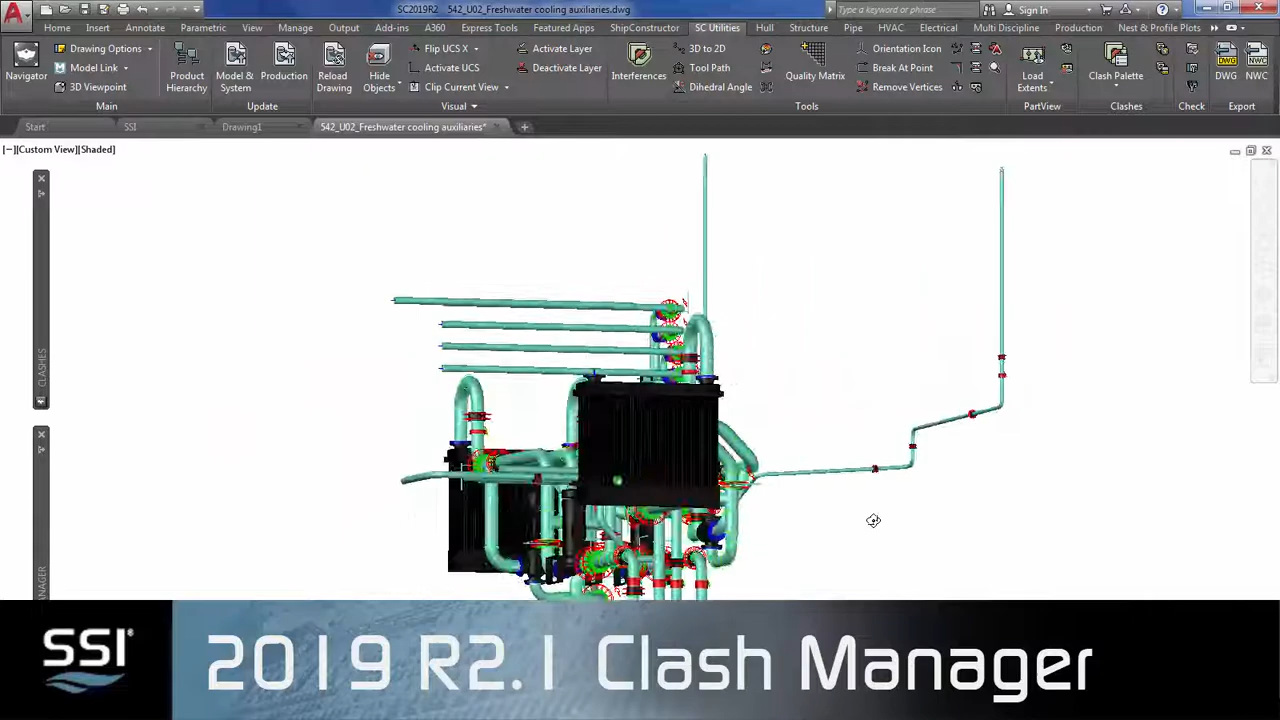 SC2019R2 542_U02_Freshwater cooling auxiliaries.dwg
Type a keyword or phrase
Sign In
Home Insert Annotate Parametric View Manage Output Add-ins A360 Express Tools Featured Apps ShipConstructor SC Utilities Hull Structure Pipe HVAC Electrical Multi Discipline Production Nest & Profile Plots
Drawing Options Flip UCS X Activate Layer 3D to 2D Orientation Icon
Model Link Activate UCS Deactivate Layer Tool Path Break At Point
3D Viewpoint Clip Current View Dihedral Angle Remove Vertices
Navigator Product Hierarchy Model & System Production Reload Drawing Hide Objects Interferences Quality Matrix Load Extents Clash Palette DWG NWC
Main Update Visual Tools PartView Clashes Check Export
Start SSI Drawing1 542_U02_Freshwater cooling auxiliaries*
[−][Custom View][Shaded]
CLASHES
SSI®
2019 R2.1 Clash Manager